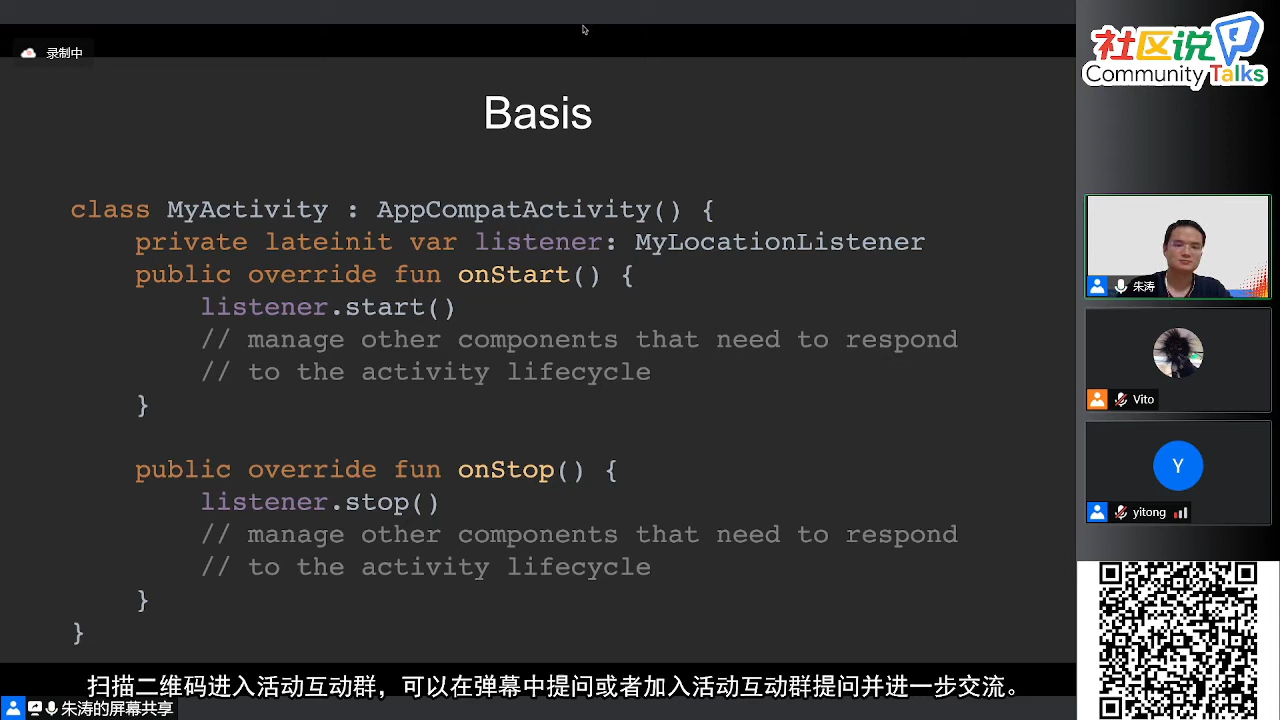 录制中
Basis
class MyActivity : AppCompatActivity() {
private lateinit var listener: MyLocationListener
public override fun onStart() {
listener.start()
// manage other components that need to respond
// to the activity lifecycle
}
public override fun onStop() {
listener.stop()
// manage other components that need to respond
// to the activity lifecycle
}
}
扫描二维码进入活动互动群，可以在弹幕中提问或者加入活动互动群提问并进一步交流。
朱涛的屏幕共享
社区说
Community Talks
朱涛
Vito
Y
yitong